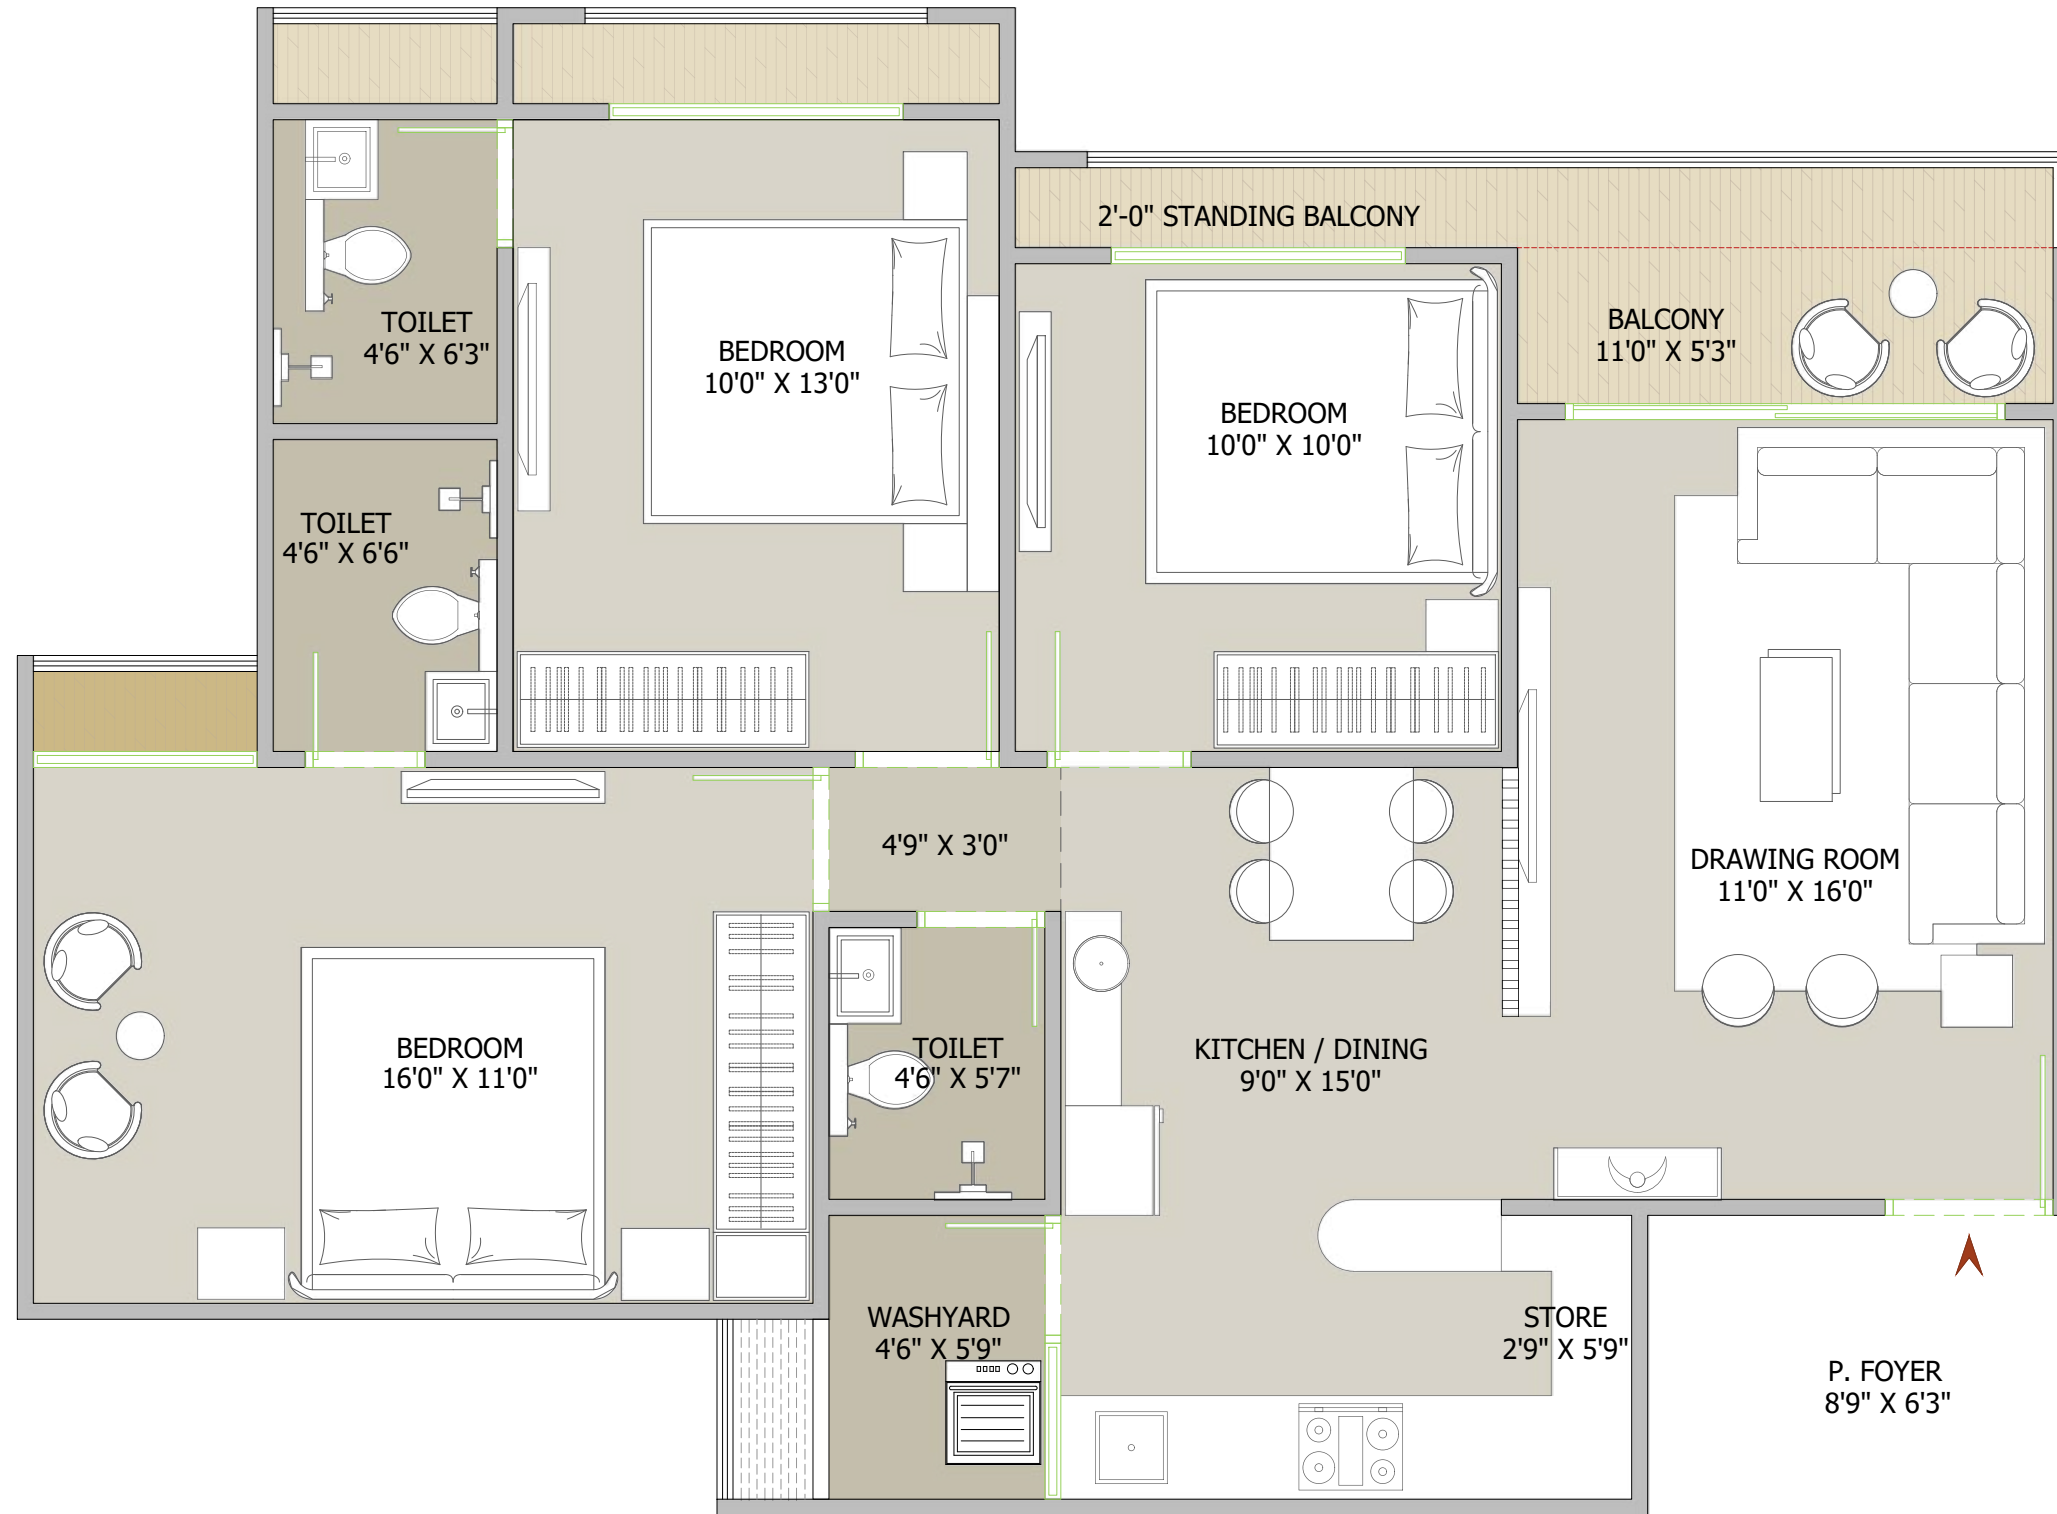 2'-0" STANDING BALCONY
TOILET
4'6" X 6'3"
BEDROOM
10'0" X 13'0"
BALCONY
11'0" X 5'3"
BEDROOM
10'0" X 10'0"
TOILET
4'6" X 6'6"
4'9" X 3'0"
DRAWING ROOM
11'0" X 16'0"
BEDROOM
16'0" X 11'0"
TOILET
4'6" X 5'7"
KITCHEN / DINING
9'0" X 15'0"
WASHYARD
4'6" X 5'9"
STORE
2'9" X 5'9"
P. FOYER
8'9" X 6'3"